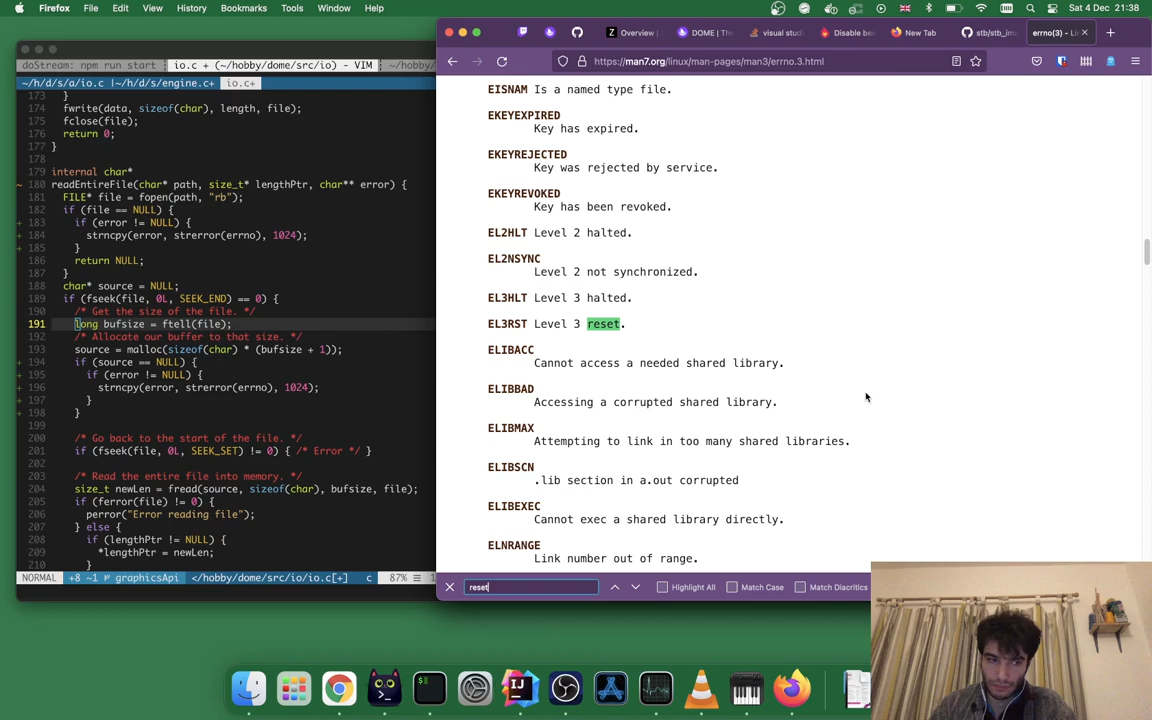 Firefox File Edit View History Bookmarks Tools Window Help Sat 4 Dec 21:38
doStream: npm run start io.c + (~/hobby/dome/src/io) - VIM ~/hobby
~/h/d/s/a/io.c |~/h/d/s/engine.c+ io.c+
173 }
174 fwrite(data, sizeof(char), length, file);
175 fclose(file);
176 return 0;
177 }
178
179 internal char*
~ 180 readEntireFile(char* path, size_t* lengthPtr, char** error) {
181 FILE* file = fopen(path, "rb");
182 if (file == NULL) {
+ 183 if (error != NULL) {
+ 184 strncpy(error, strerror(errno), 1024);
+ 185 }
186 return NULL;
187 }
188 char* source = NULL;
189 if (fseek(file, 0L, SEEK_END) == 0) {
190 /* Get the size of the file. */
191 long bufsize = ftell(file);
192 /* Allocate our buffer to that size. */
193 source = malloc(sizeof(char) * (bufsize + 1));
+ 194 if (source == NULL) {
+ 195 if (error != NULL) {
+ 196 strncpy(error, strerror(errno), 1024);
+ 197 }
+ 198 }
199
200 /* Go back to the start of the file. */
201 if (fseek(file, 0L, SEEK_SET) != 0) { /* Error */ }
202
203 /* Read the entire file into memory. */
204 size_t newLen = fread(source, sizeof(char), bufsize, file);
205 if (ferror(file) != 0) {
206 perror("Error reading file");
207 } else {
208 if (lengthPtr != NULL) {
209 *lengthPtr = newLen;
210 }
NORMAL +8 ~1 graphicsApi </hobby/dome/src/io/io.c[+] c 87% 1
Overview | DOME | The visual stud Disable be New Tab stb/stb_im errno(3) - Li
https://man7.org/linux/man-pages/man3/errno.3.html
EISNAM Is a named type file.
EKEYEXPIRED
Key has expired.
EKEYREJECTED
Key was rejected by service.
EKEYREVOKED
Key has been revoked.
EL2HLT Level 2 halted.
EL2NSYNC
Level 2 not synchronized.
EL3HLT Level 3 halted.
EL3RST Level 3 reset.
ELIBACC
Cannot access a needed shared library.
ELIBBAD
Accessing a corrupted shared library.
ELIBMAX
Attempting to link in too many shared libraries.
ELIBSCN
.lib section in a.out corrupted
ELIBEXEC
Cannot exec a shared library directly.
ELNRANGE
Link number out of range.
reset Highlight All Match Case Match Diacritics